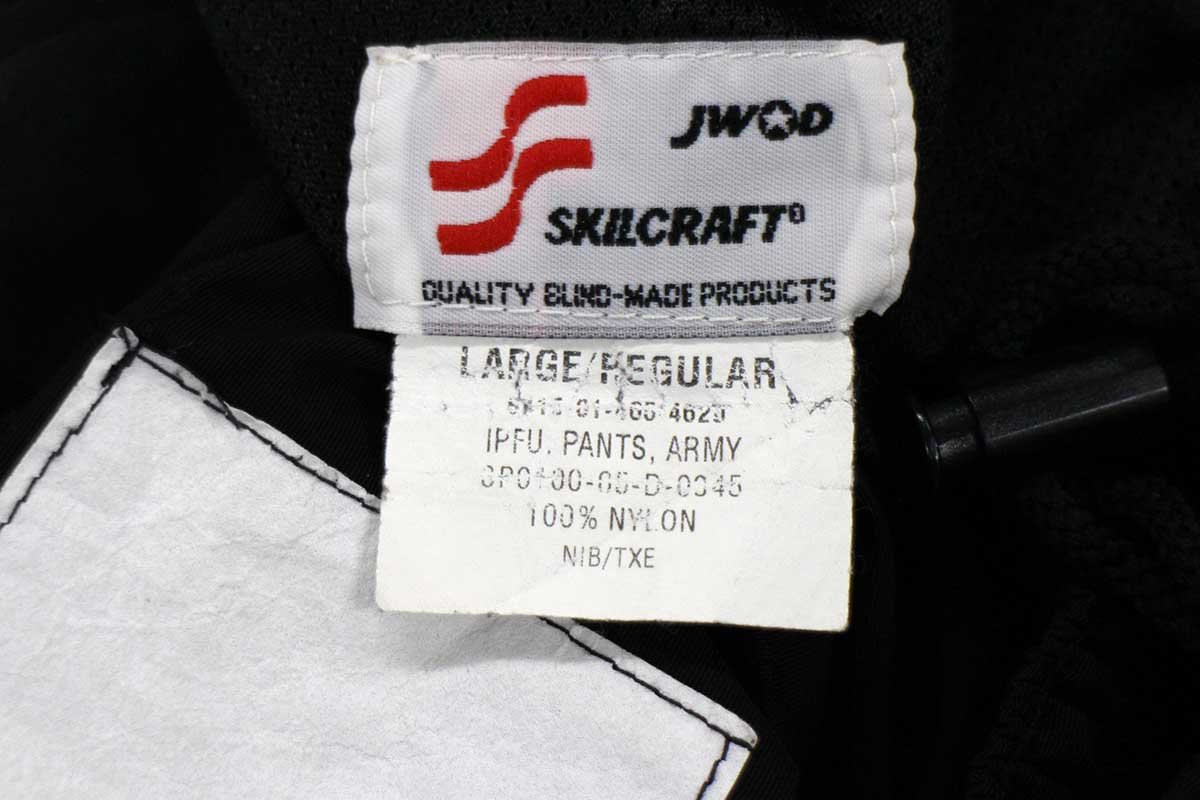 JWOD
SKILCRAFT®
QUALITY BLIND-MADE PRODUCTS
LARGE/REGULAR
IPFU. PANTS, ARMY
100% NYLON
NIB/TXE